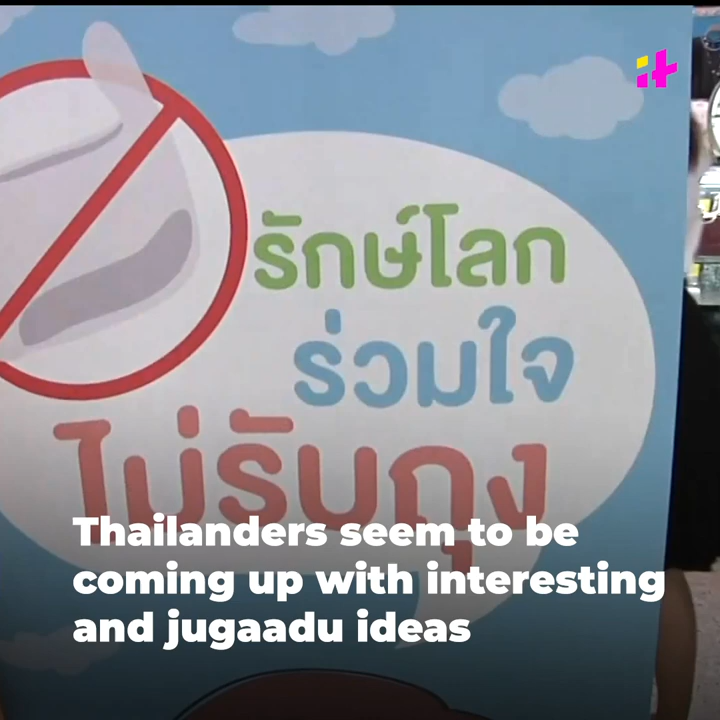 รักษ์โลก
ร่วมใจ
ไม่รับถุง
Thailanders seem to be
coming up with interesting
and jugaadu ideas